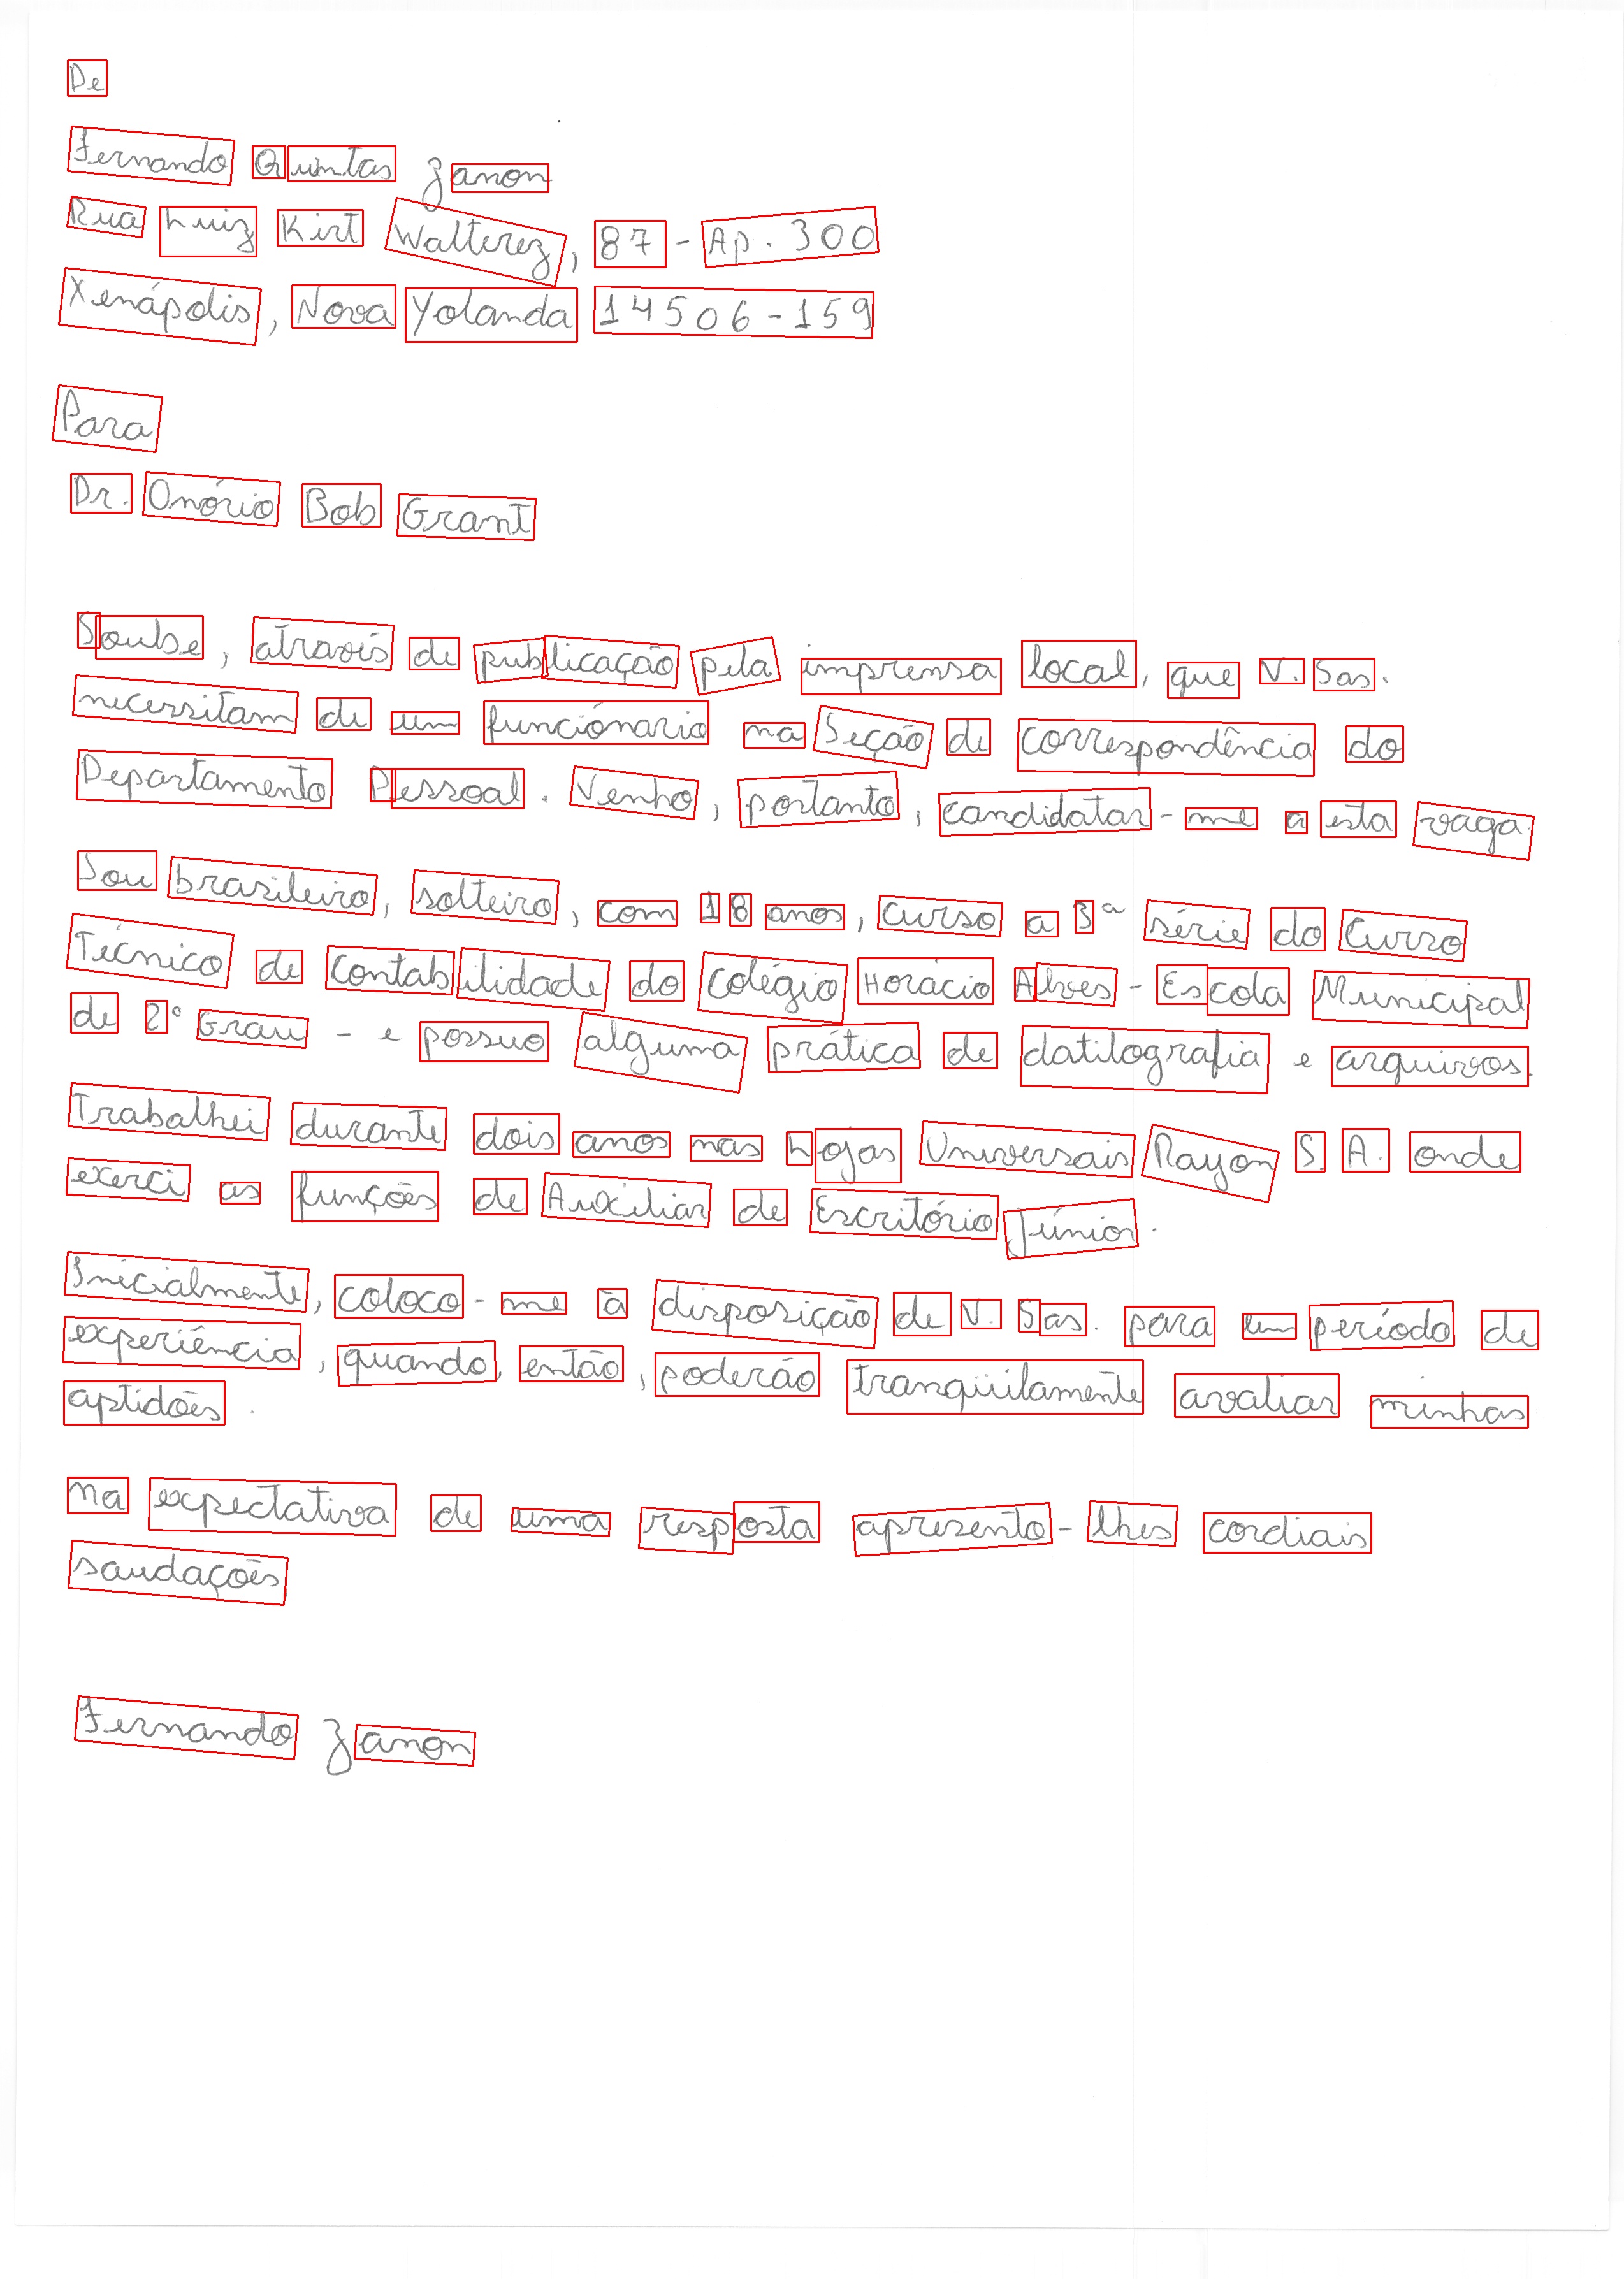 De
Fernando Quintas Zanon
Rua Luiz Kirt Walterez, 87 - Ap. 300
Xenápolis, Nova Yolanda 14506-159
Para
Dr. Onório Bob Grant
Soube, através de publicação pela imprensa local, que V. Sas.
necessitam de um funcionário na Seção de correspondência do
Departamento Pessoal. Venho, portanto, candidatar-me a esta vaga.
Sou brasileiro, solteiro, com 18 anos, curso a 3ª série do Curso
Técnico de Contabilidade do colégio Horácio Alves - Escola Municipal
de 2º Grau - e possuo alguma prática de datilografia e arquivos.
Trabalhei durante dois anos nas Lojas Universais Rayon S. A. onde
exerci as funções de Auxiliar de Escritório Júnior.
Inicialmente, coloco-me à disposição de V. Sas. para um período de
experiência, quando, então, poderão tranqüilamente avaliar minhas
aptidões.
Na expectativa de uma resposta apresento-lhes cordiais
saudações
Fernando Zanon